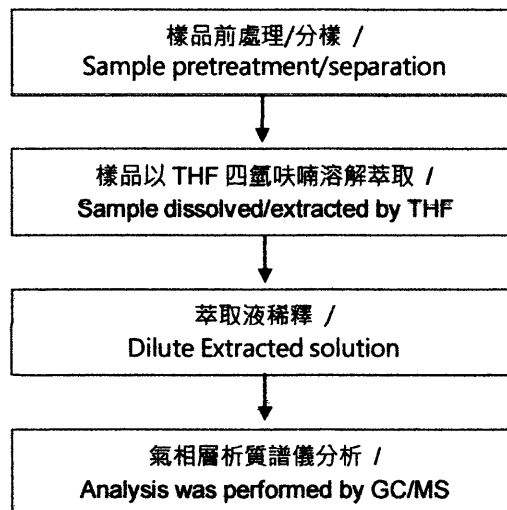 樣品前處理/分樣 /
Sample pretreatment/separation
樣品以 THF 四氫呋喃溶解萃取 /
Sample dissolved/extracted by THF
萃取液稀釋 /
Dilute Extracted solution
氣相層析質譜儀分析 /
Analysis was performed by GC/MS